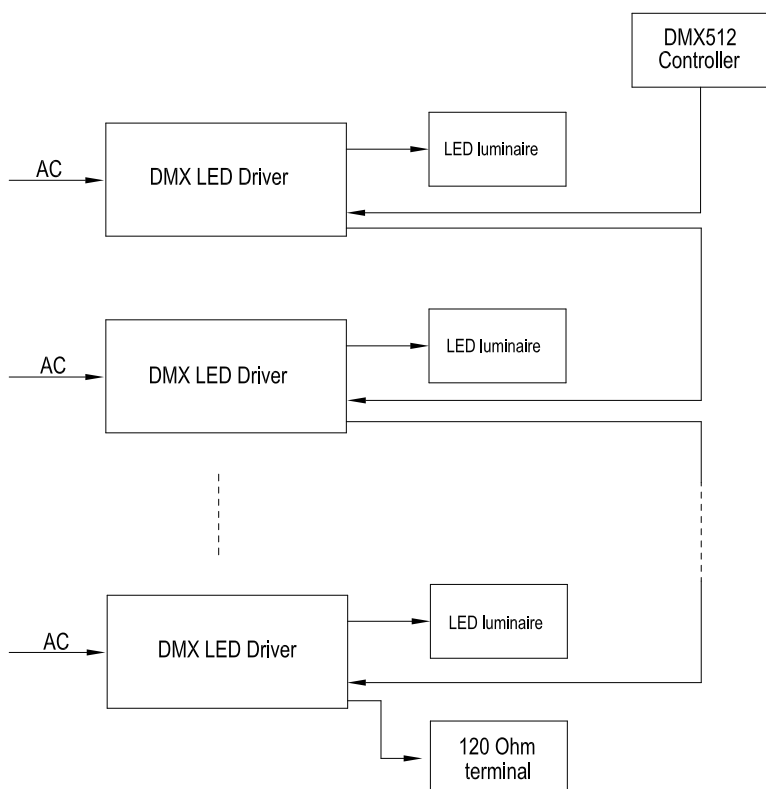 DMX512
Controller
AC
DMX LED Driver
LED luminaire
AC
DMX LED Driver
LED luminaire
AC
DMX LED Driver
LED luminaire
120 Ohm
terminal